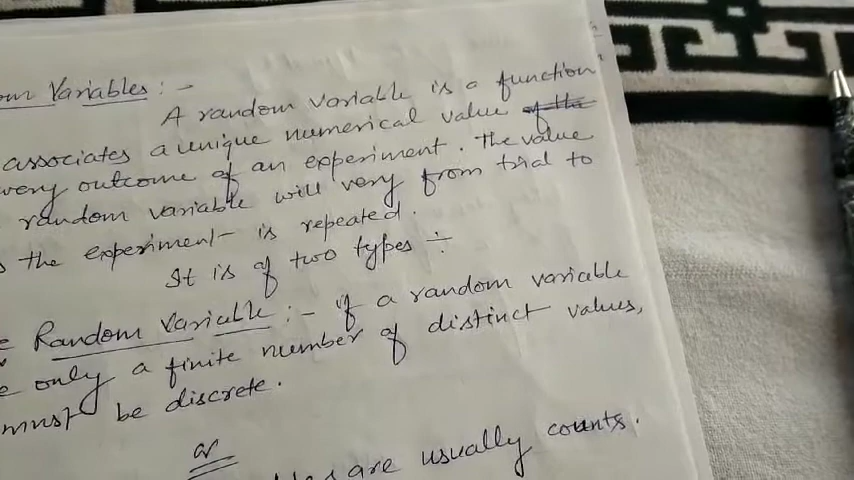 Variables : -
A random variable is a function
associates a unique numerical value of the
very outcome of an experiment. The value
random variable will very from trial to
the experiment is repeated.
It is of two types ÷
Random Variable : - if a random variable
only a finite number of distinct values,
must be discrete.
or
are usually counts.